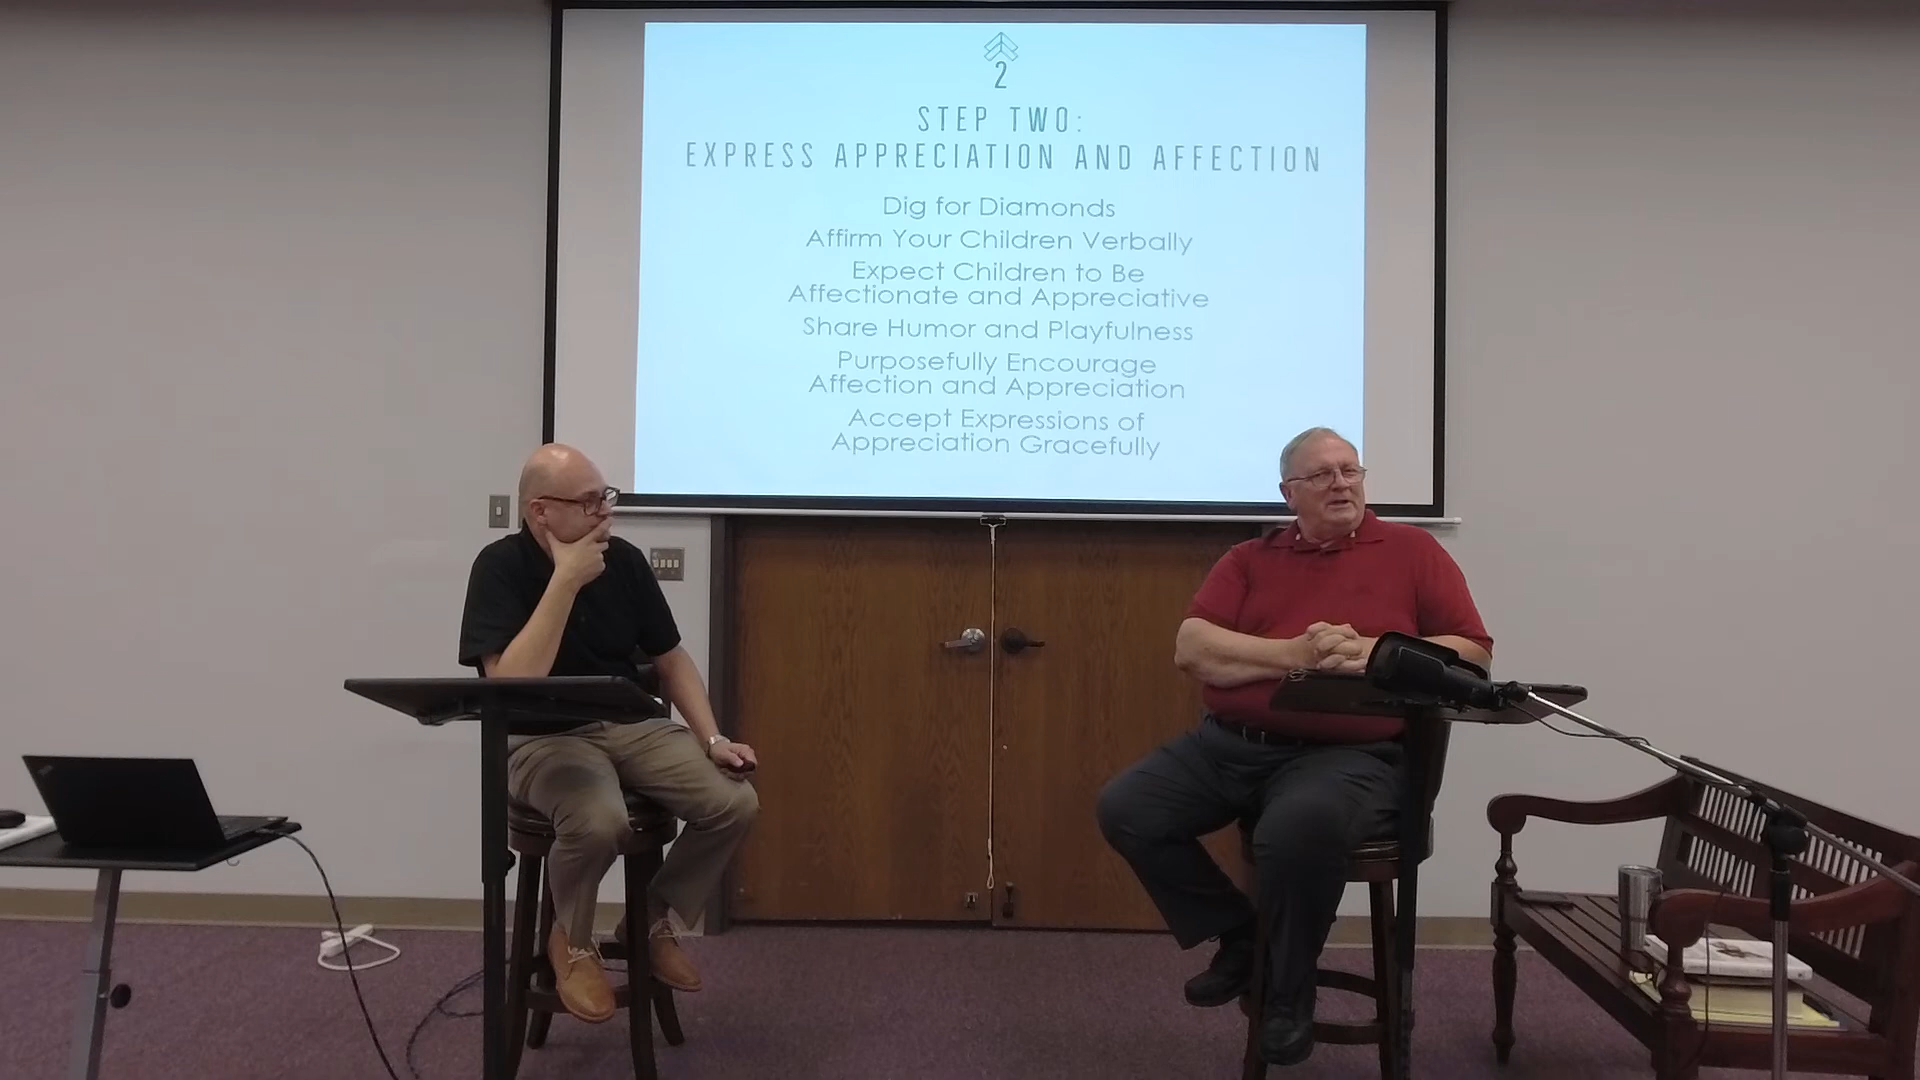 2
STEP TWO:
EXPRESS APPRECIATION AND AFFECTION
Dig for Diamonds
Affirm Your Children Verbally
Expect Children to Be
Affectionate and Appreciative
Share Humor and Playfulness
Purposefully Encourage
Affection and Appreciation
Accept Expressions of
Appreciation Gracefully